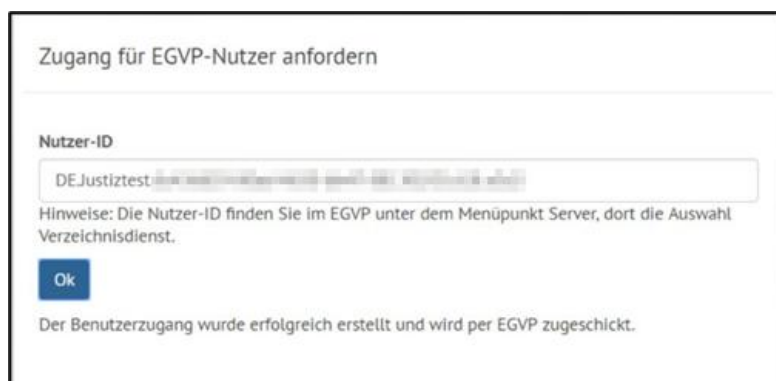 Zugang für EGVP-Nutzer anfordern
Nutzer-ID
DE.Justiztest.
Hinweise: Die Nutzer-ID finden Sie im EGVP unter dem Menüpunkt Server, dort die Auswahl
Verzeichnisdienst.
Ok
Der Benutzerzugang wurde erfolgreich erstellt und wird per EGVP zugeschickt.